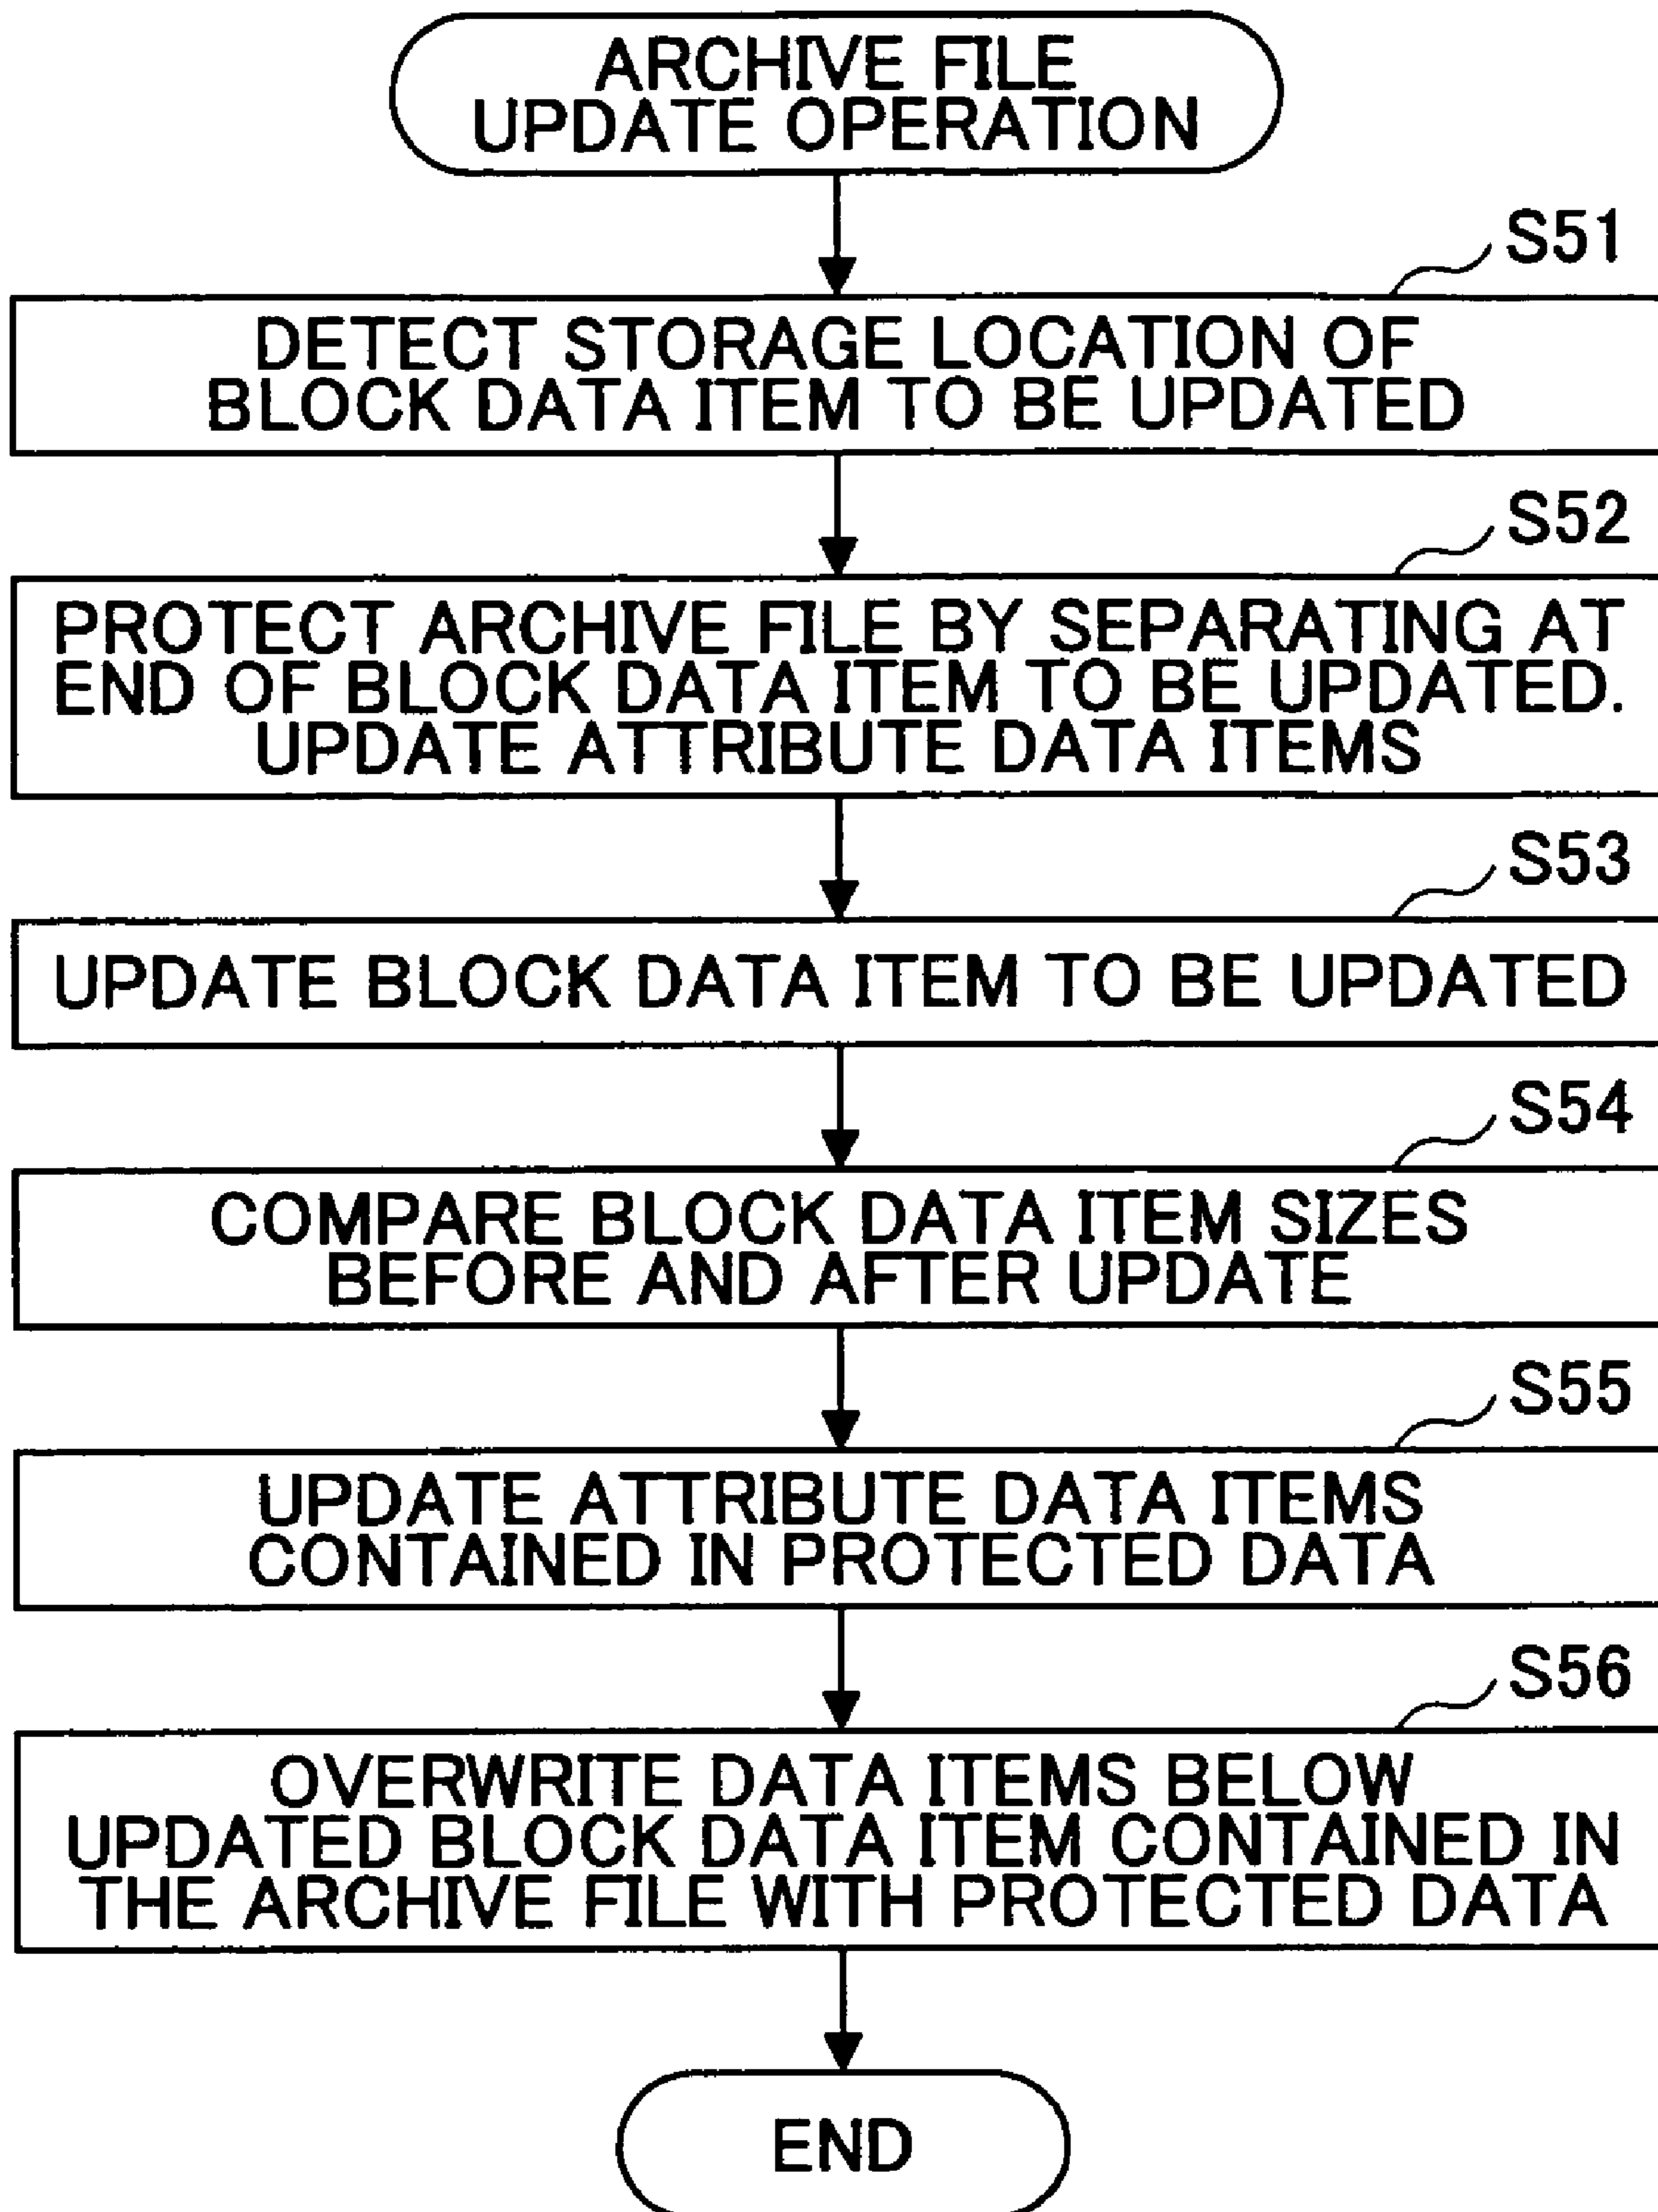 ARCHIVE FILE
UPDATE OPERATION
S51
DETECT STORAGE LOCATION OF
BLOCK DATA ITEM TO BE UPDATED
S52
PROTECT ARCHIVE FILE BY SEPARATING AT
END OF BLOCK DATA ITEM TO BE UPDATED.
UPDATE ATTRIBUTE DATA ITEMS
S53
UPDATE BLOCK DATA ITEM TO BE UPDATED
S54
COMPARE BLOCK DATA ITEM SIZES
BEFORE AND AFTER UPDATE
S55
UPDATE ATTRIBUTE DATA ITEMS
CONTAINED IN PROTECTED DATA
S56
OVERWRITE DATA ITEMS BELOW
UPDATED BLOCK DATA ITEM CONTAINED IN
THE ARCHIVE FILE WITH PROTECTED DATA
END